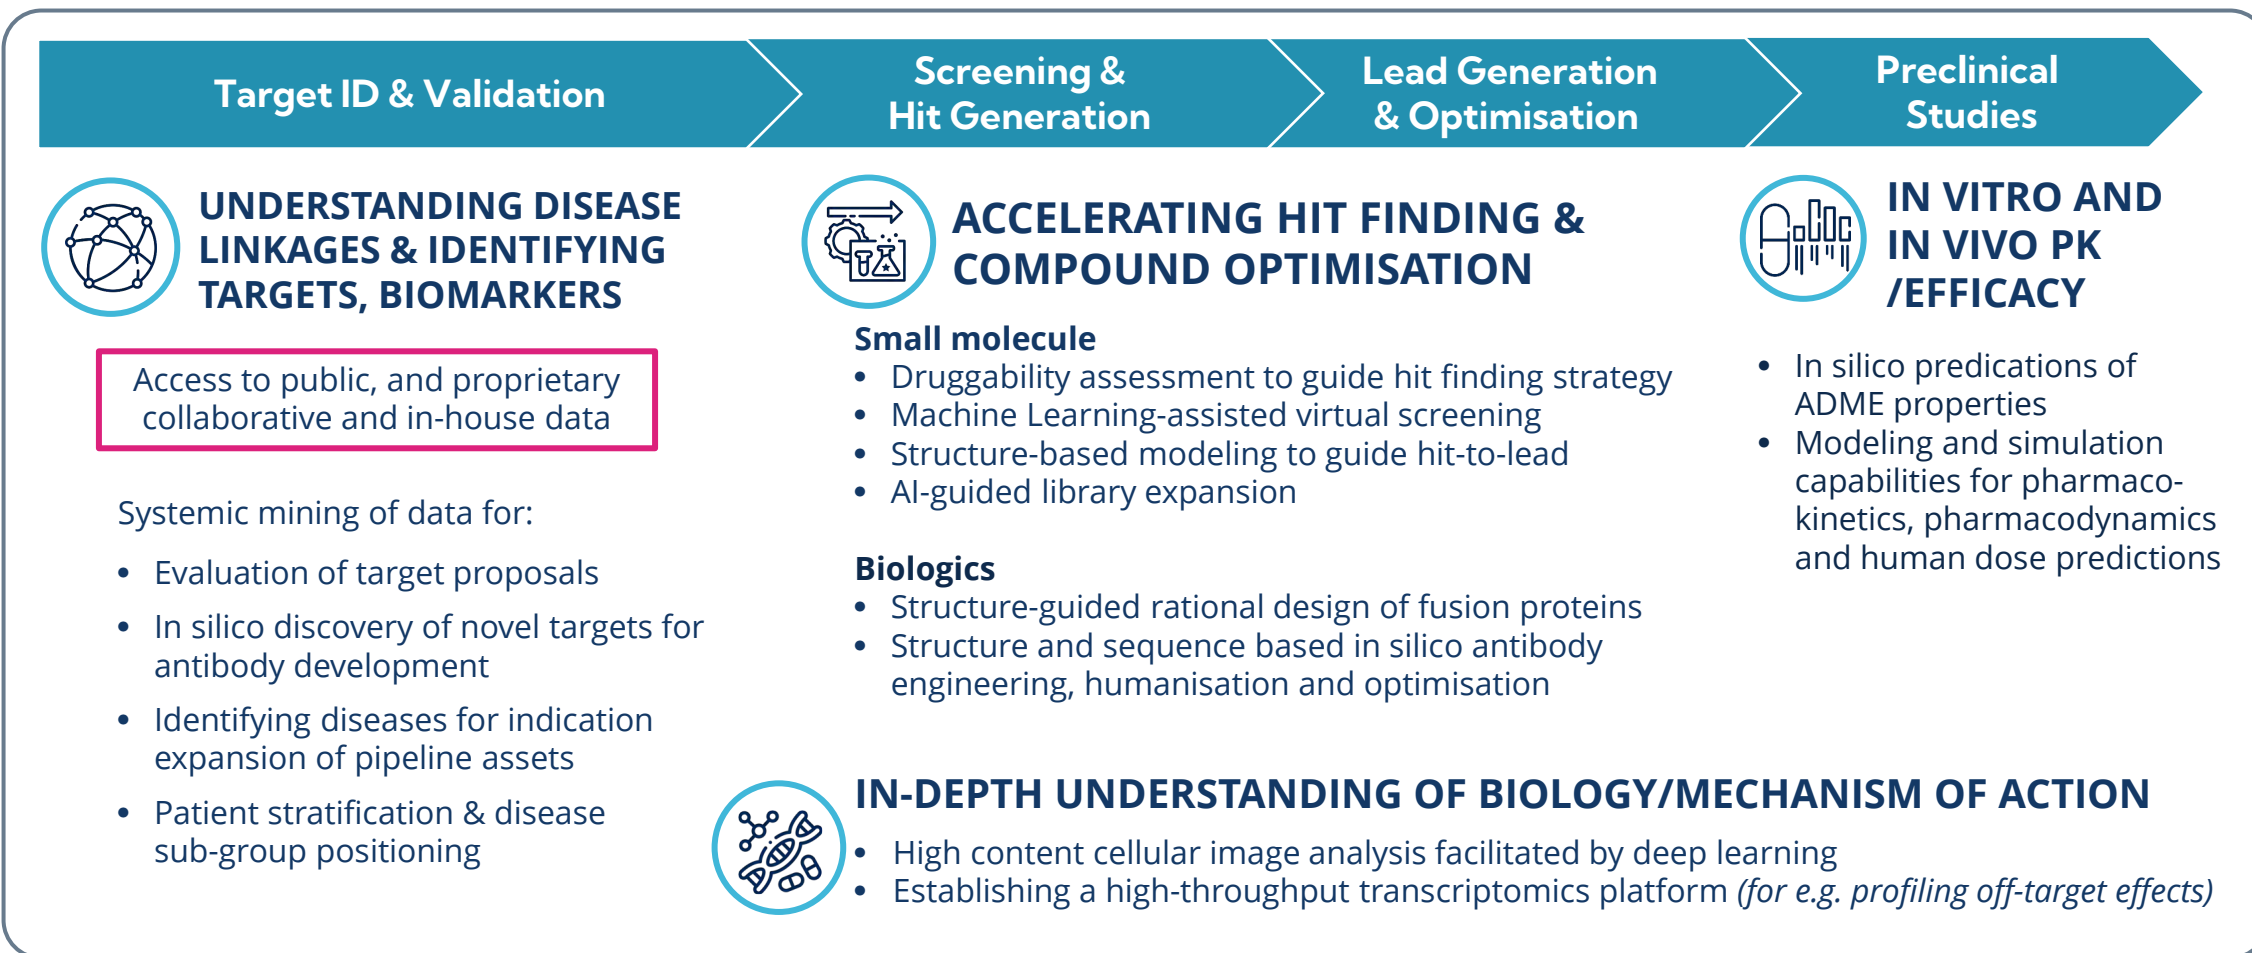 Target ID & Validation
Screening &
Hit Generation
Lead Generation
& Optimisation
Preclinical
Studies
UNDERSTANDING DISEASE
LINKAGES & IDENTIFYING
TARGETS, BIOMARKERS
Access to public, and proprietary
collaborative and in-house data
Systemic mining of data for:
• Evaluation of target proposals
• In silico discovery of novel targets for
antibody development
• Identifying diseases for indication
expansion of pipeline assets
• Patient stratification & disease
sub-group positioning
ACCELERATING HIT FINDING &
COMPOUND OPTIMISATION
Small molecule
• Druggability assessment to guide hit finding strategy
• Machine Learning-assisted virtual screening
• Structure-based modeling to guide hit-to-lead
• AI-guided library expansion
Biologics
• Structure-guided rational design of fusion proteins
• Structure and sequence based in silico antibody
engineering, humanisation and optimisation
IN VITRO AND
IN VIVO PK
/EFFICACY
• In silico predications of
ADME properties
• Modeling and simulation
capabilities for pharmaco-
kinetics, pharmacodynamics
and human dose predictions
IN-DEPTH UNDERSTANDING OF BIOLOGY/MECHANISM OF ACTION
• High content cellular image analysis facilitated by deep learning
• Establishing a high-throughput transcriptomics platform (for e.g. profiling off-target effects)